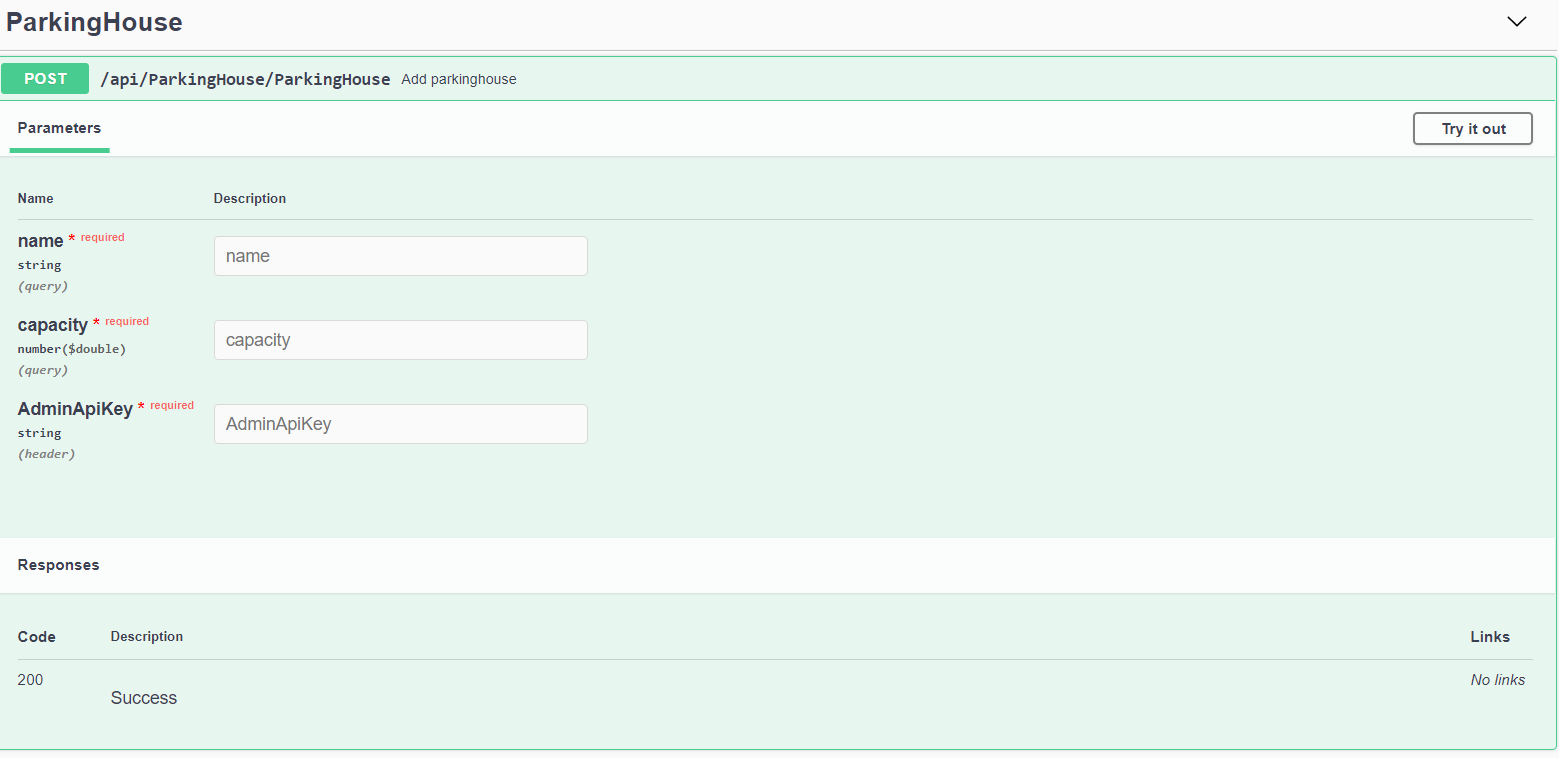 ParkingHouse
POST /api/ParkingHouse/ParkingHouse Add parkinghouse
Parameters
Try it out
Name Description
name * required
string
(query)
name
capacity * required
number($double)
(query)
capacity
AdminApiKey * required
string
(header)
AdminApiKey
Responses
Code Description Links
200 Success No links